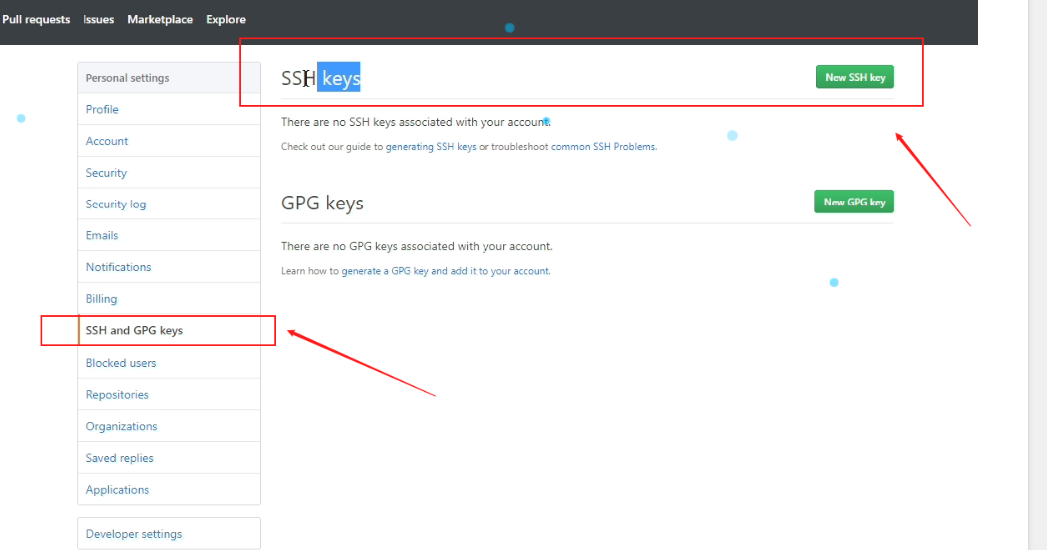 Pull requests Issues Marketplace Explore
Personal settings
Profile
Account
Security
Security log
Emails
Notifications
Billing
SSH and GPG keys
Blocked users
Repositories
Organizations
Saved replies
Applications
Developer settings
SSH keys
New SSH key
There are no SSH keys associated with your account.
Check out our guide to generating SSH keys or troubleshoot common SSH Problems.
GPG keys
New GPG key
There are no GPG keys associated with your account.
Learn how to generate a GPG key and add it to your account.